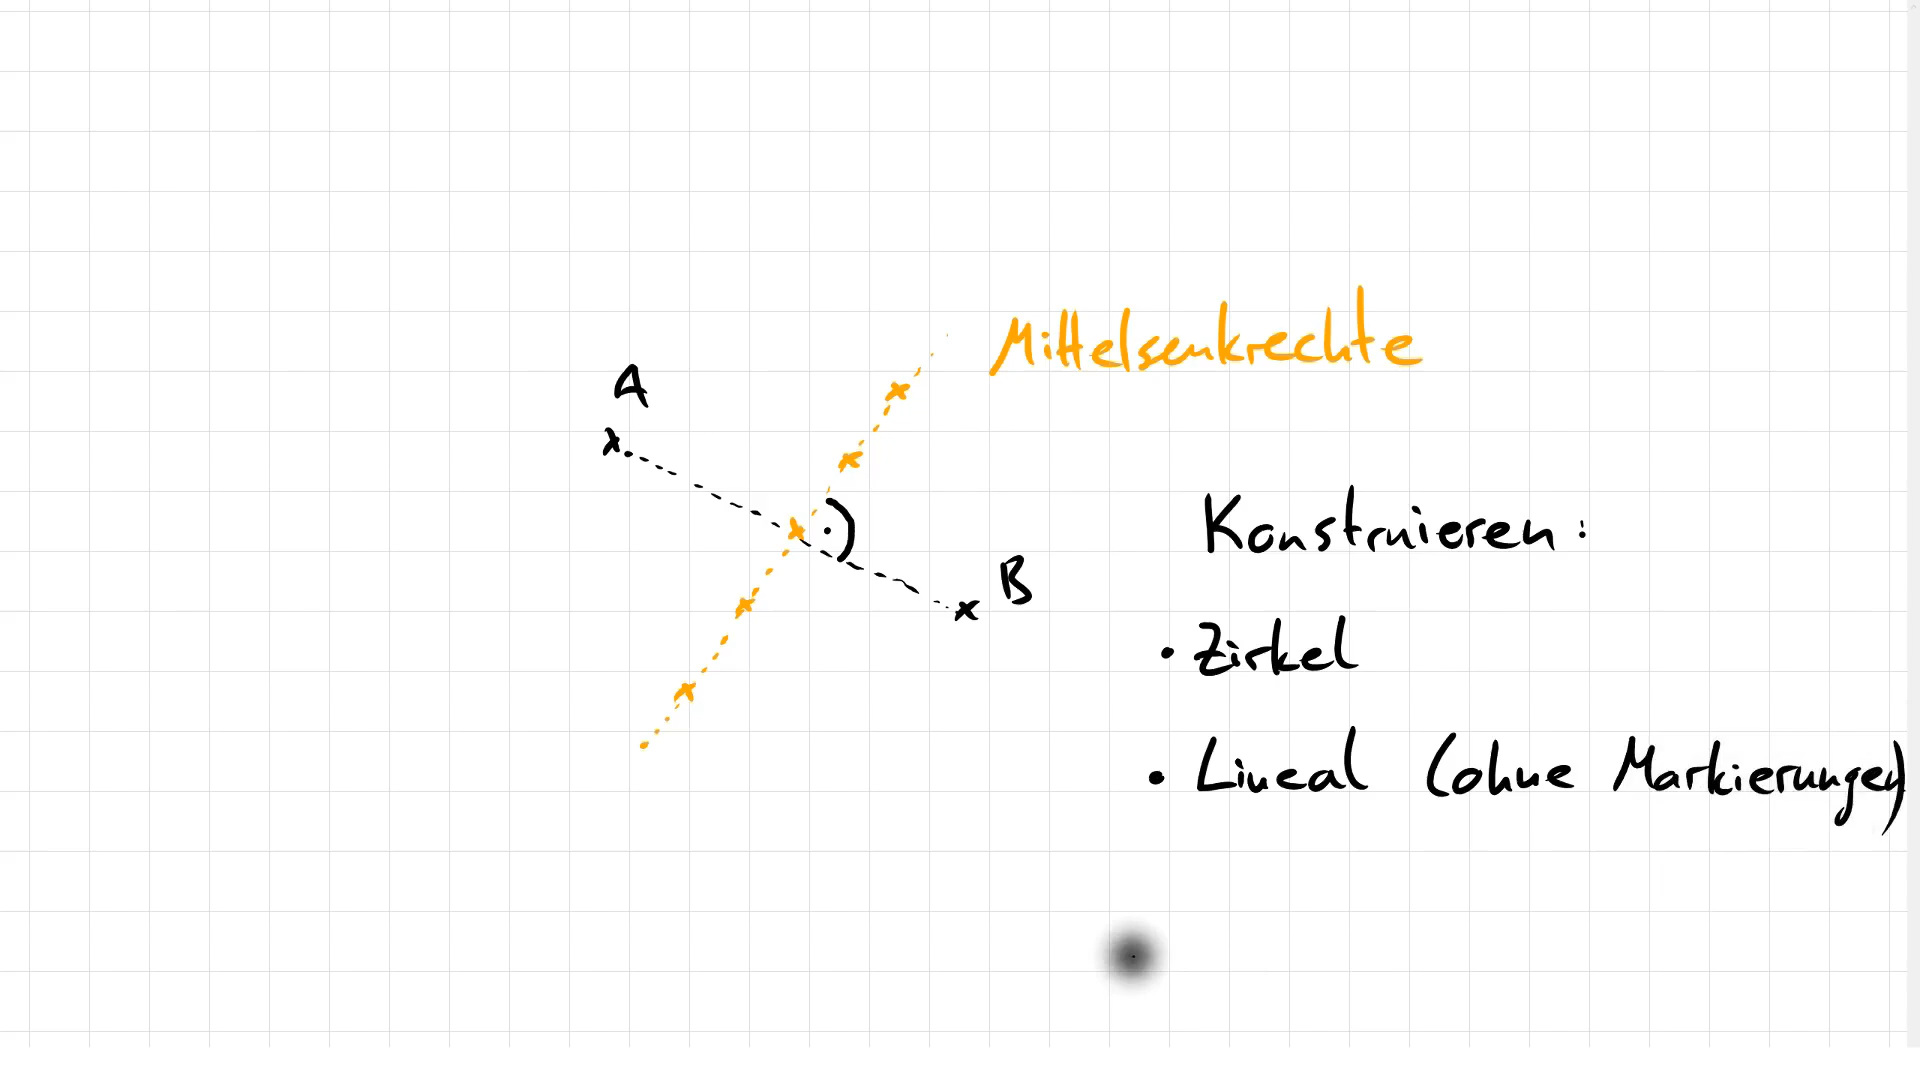 Mittelsenkrechte
A
B
Konstruieren:
• Zirkel
• Lineal (ohne Markierungen)